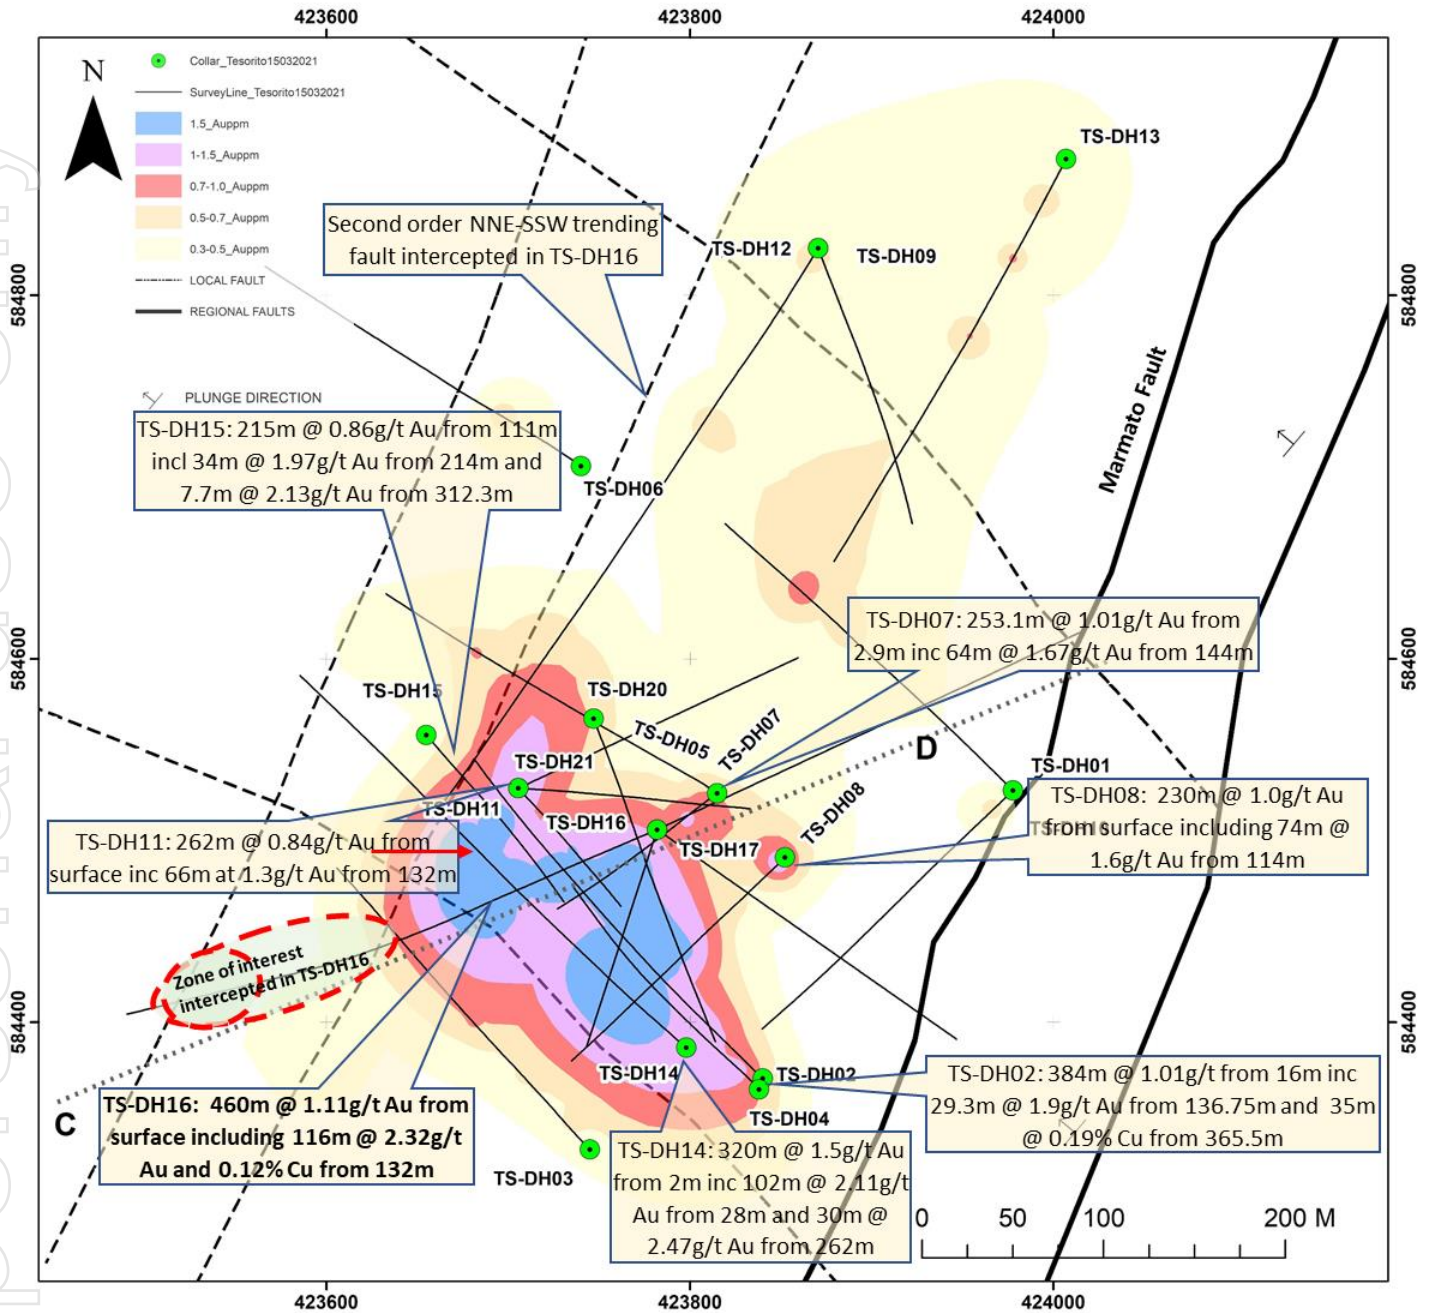 423600
423800
424000
N
Collar_Tesorito15032021
SurveyLine_Tesorito15032021
1.5_Auppm
1-1.5_Auppm
0.7-1.0_Auppm
0.5-0.7_Auppm
0.3-0.5_Auppm
LOCAL FAULT
REGIONAL FAULTS
PLUNGE DIRECTION
TS-DH13
Second order NNE-SSW trending
fault intercepted in TS-DH16
TS-DH12
TS-DH09
584800
584800
Marmato Fault
TS-DH15: 215m @ 0.86g/t Au from 111m
incl 34m @ 1.97g/t Au from 214m and
7.7m @ 2.13g/t Au from 312.3m
TS-DH06
TS-DH07: 253.1m @ 1.01g/t Au from
2.9m inc 64m @ 1.67g/t Au from 144m
584600
584600
TS-DH15
TS-DH20
TS-DH05
TS-DH07
D
TS-DH21
TS-DH01
TS-DH11
TS-DH16
TS-DH08
TS-DH17
TS-DH08: 230m @ 1.0g/t Au
from surface including 74m @
1.6g/t Au from 114m
TS-DH11: 262m @ 0.84g/t Au from
surface inc 66m at 1.3g/t Au from 132m
Zone of interest
intercepted in TS-DH16
584400
584400
TS-DH14
TS-DH02
TS-DH04
TS-DH02: 384m @ 1.01g/t from 16m inc
29.3m @ 1.9g/t Au from 136.75m and 35m
@ 0.19% Cu from 365.5m
C
TS-DH16: 460m @ 1.11g/t Au from
surface including 116m @ 2.32g/t
Au and 0.12% Cu from 132m
TS-DH03
TS-DH14: 320m @ 1.5g/t Au
from 2m inc 102m @ 2.11g/t
Au from 28m and 30m @
2.47g/t Au from 262m
0 50 100 200 M
423600
423800
424000